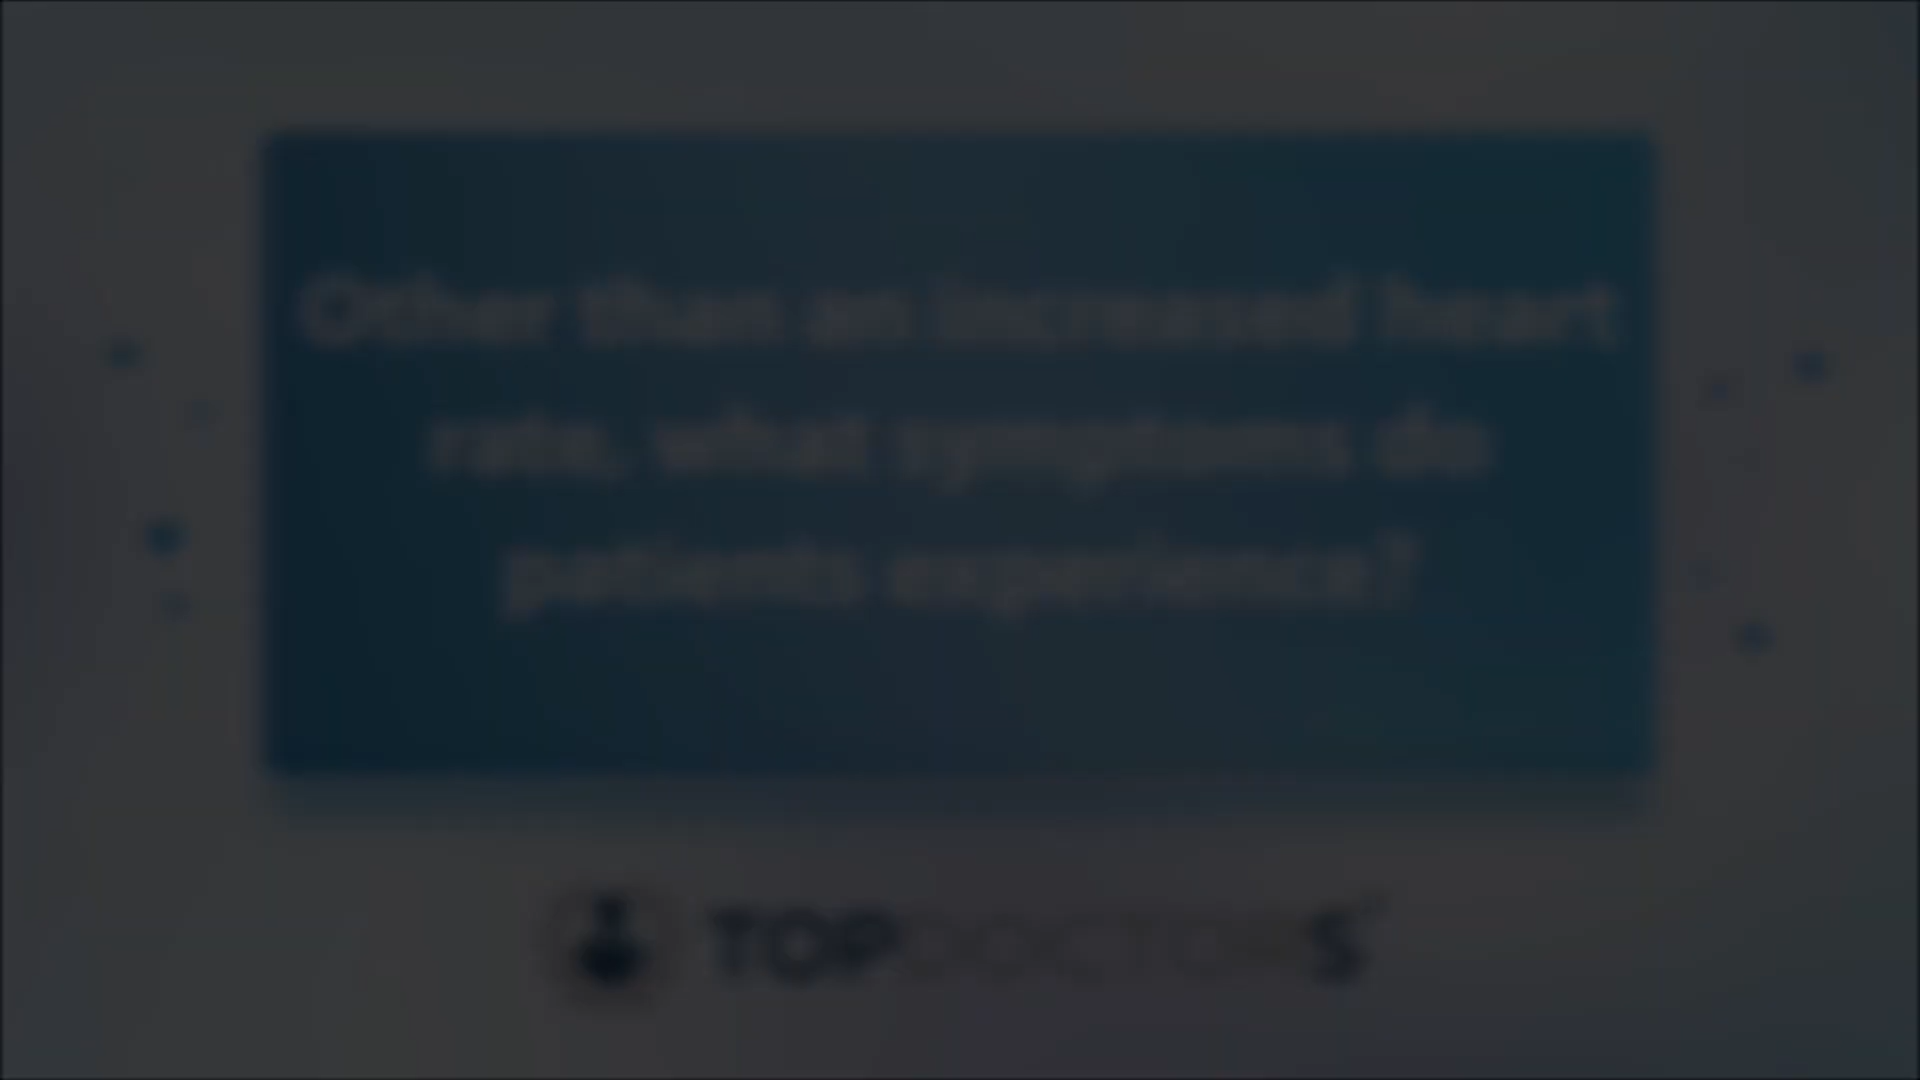 Other than an increased heart
rate, what symptoms do
patients experience?
TOPDOCTORS